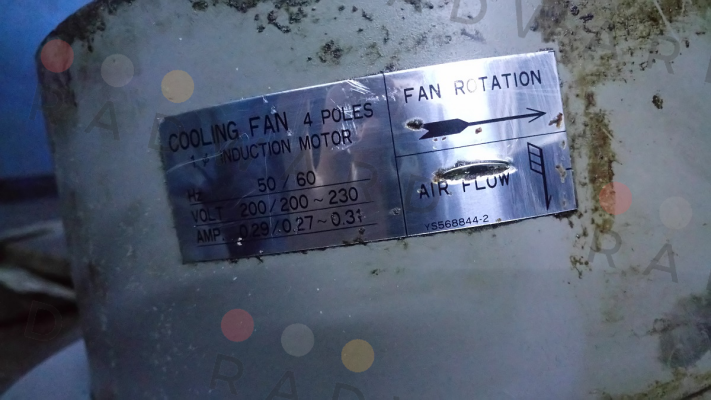 COOLING FAN 4 POLES
INDUCTION MOTOR
Hz 50 / 60
VOLT 200 / 200 ~ 230
AMP. 0.29 / 0.27 ~ 0.31
FAN ROTATION
AIR FLOW
YS568844-2